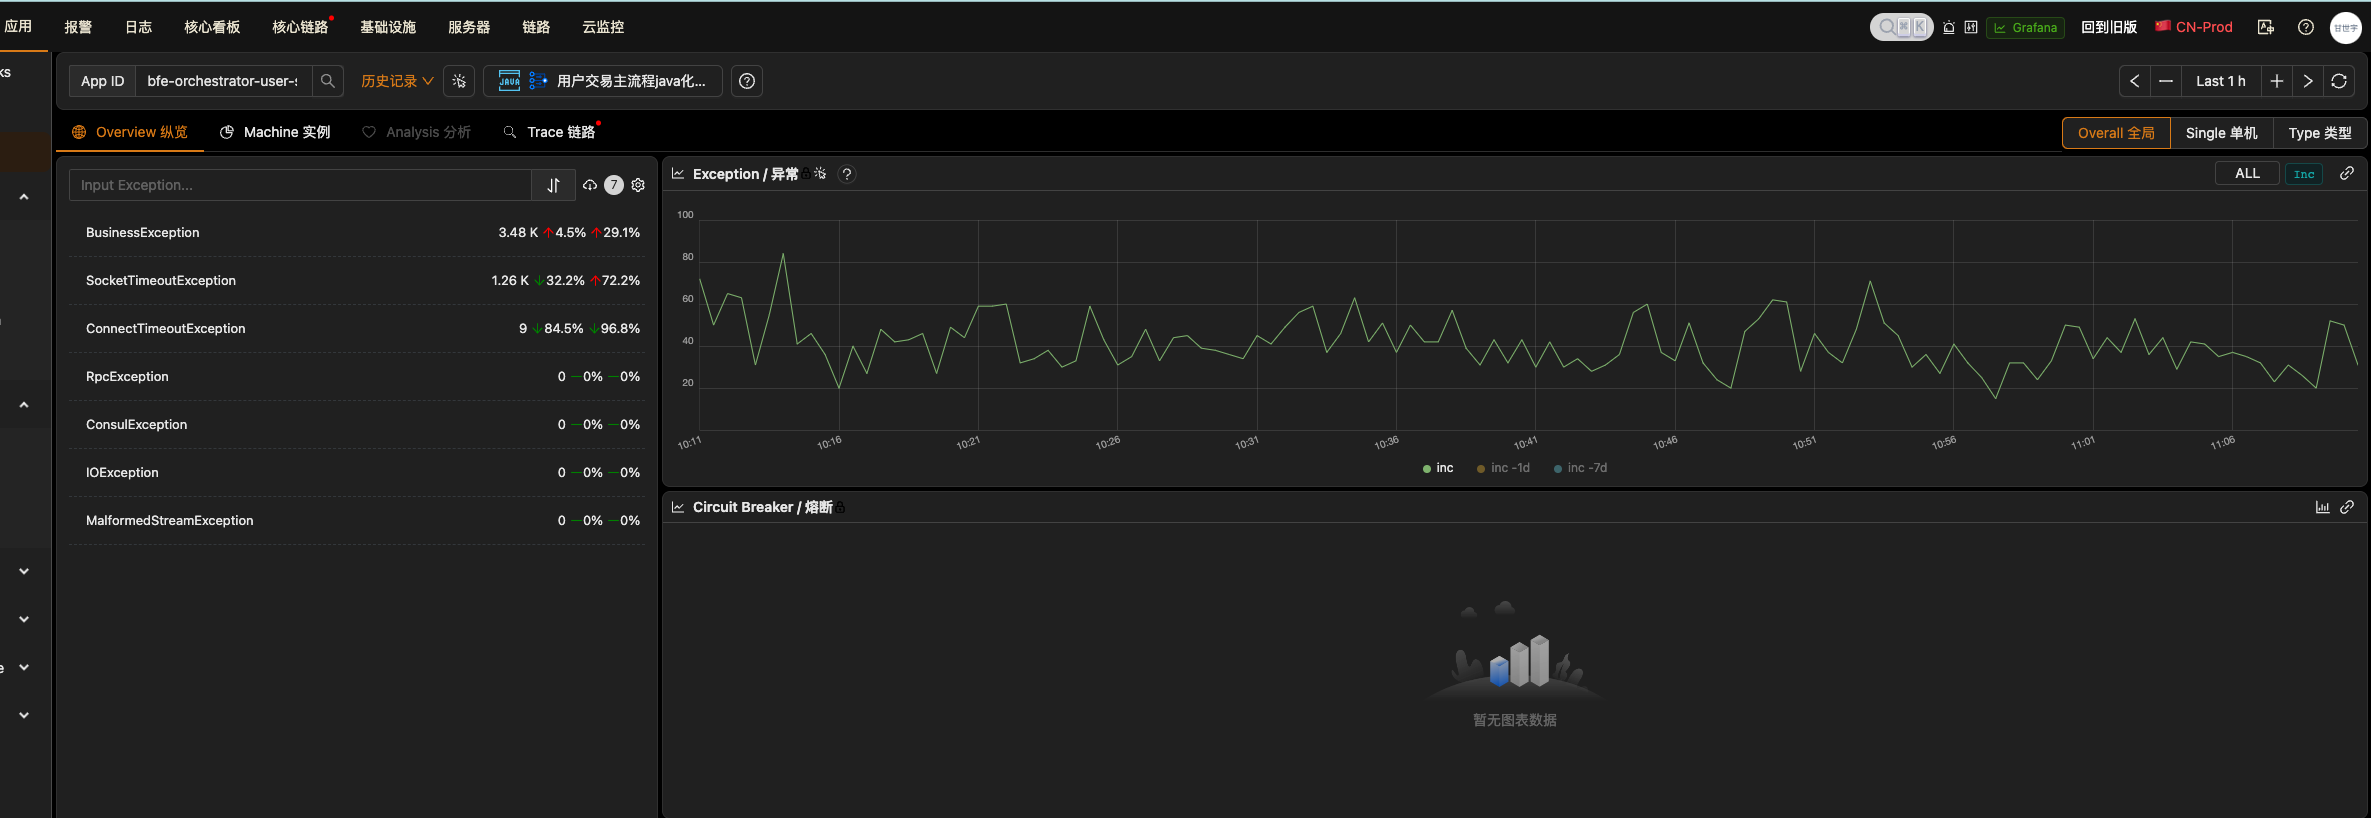 应用 报警 日志 核心看板 核心链路 基础设施 服务器 链路 云监控 ⌘ K Grafana 回到旧版 CN-Prod
ks
App ID bfe-orchestrator-user-s 历史记录 JAVA 用户交易主流程java化... Last 1 h
Overview 纵览 Machine 实例 Analysis 分析 Trace 链路 Overall 全局 Single 单机 Type 类型
Input Exception... 7
BusinessException 3.48 K 4.5% 29.1%
SocketTimeoutException 1.26 K 32.2% 72.2%
ConnectTimeoutException 9 84.5% 96.8%
RpcException 0 0% 0%
ConsulException 0 0% 0%
IOException 0 0% 0%
MalformedStreamException 0 0% 0%
Exception / 异常 ALL Inc
100
80
60
40
20
10:11 10:16 10:21 10:26 10:31 10:36 10:41 10:46 10:51 10:56 11:01 11:06
inc inc -1d inc -7d
Circuit Breaker / 熔断
暂无图表数据
e